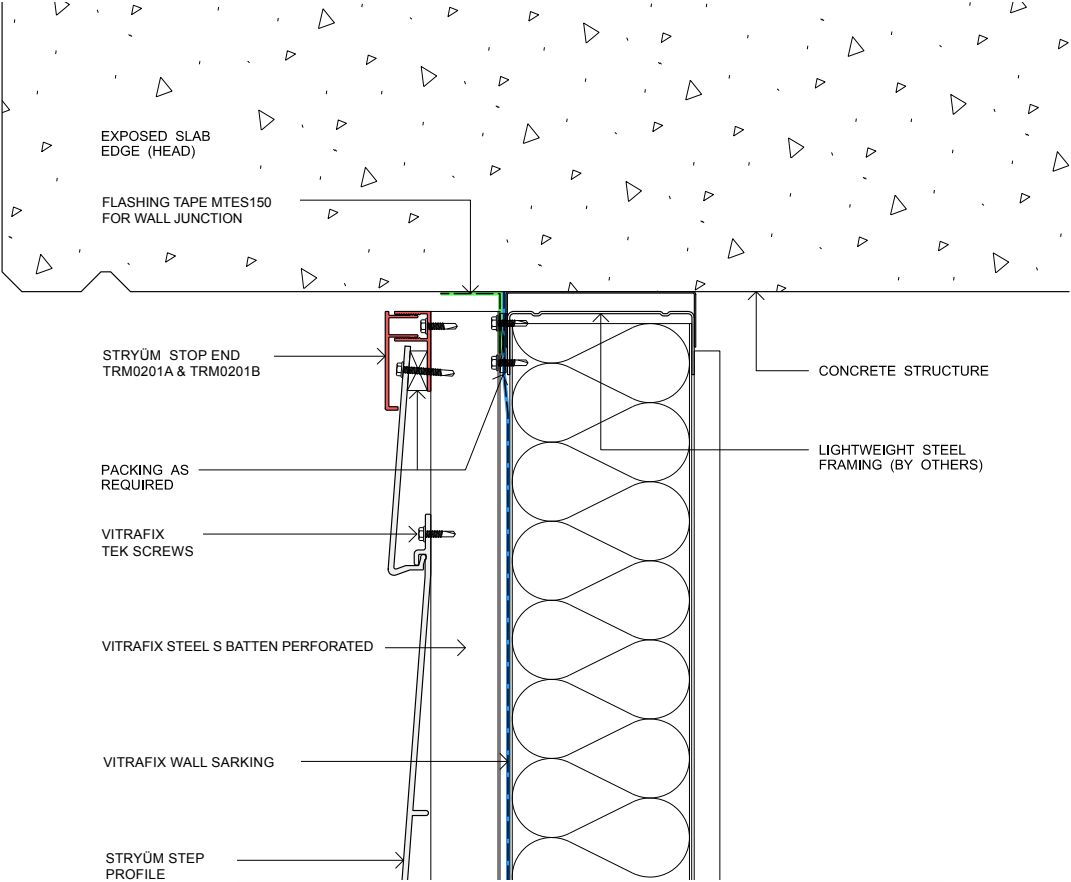 EXPOSED SLAB
EDGE (HEAD)
FLASHING TAPE MTES150
FOR WALL JUNCTION
STRYÜM STOP END
TRM0201A & TRM0201B
CONCRETE STRUCTURE
LIGHTWEIGHT STEEL
FRAMING (BY OTHERS)
PACKING AS
REQUIRED
VITRAFIX
TEK SCREWS
VITRAFIX STEEL S BATTEN PERFORATED
VITRAFIX WALL SARKING
STRYÜM STEP
PROFILE